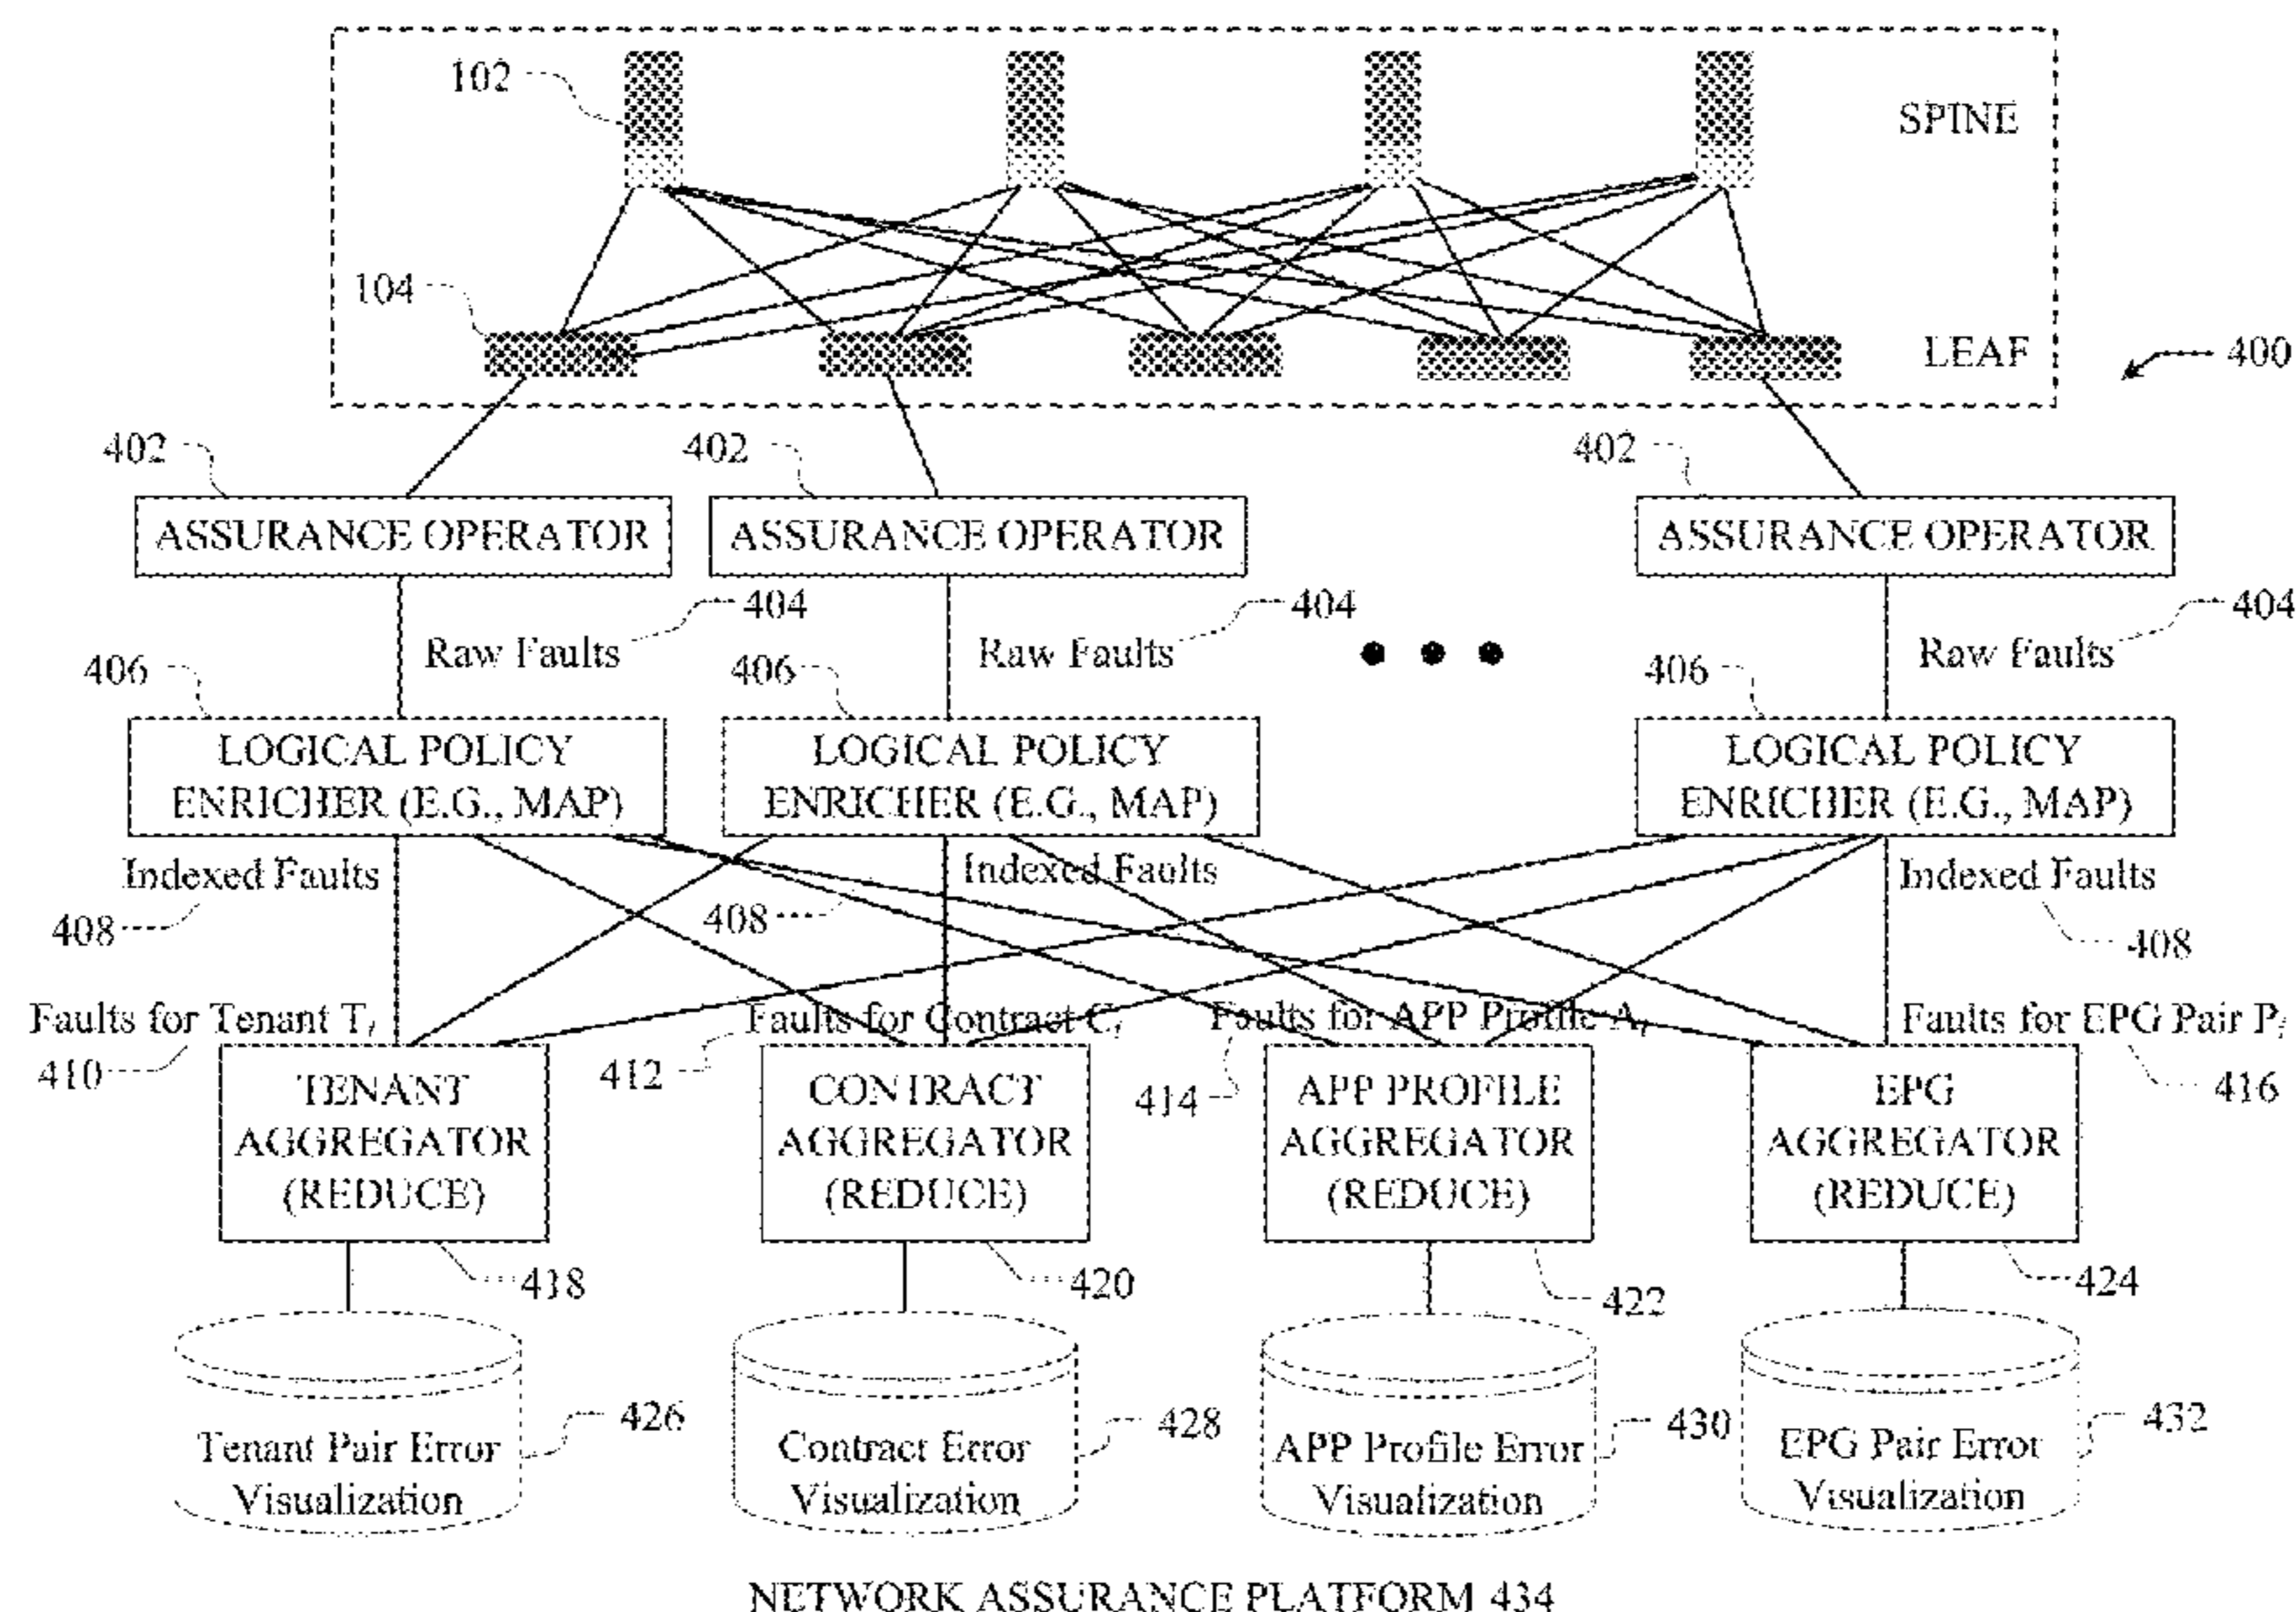 102
SPINE
104
LEAF
400
402 402 402
ASSURANCE OPERATOR ASSURANCE OPERATOR ASSURANCE OPERATOR
404 404 404
Raw Faults Raw Faults Raw Faults
406 406 406
LOGICAL POLICY LOGICAL POLICY LOGICAL POLICY
ENRICHER (E.G., MAP) ENRICHER (E.G., MAP) ENRICHER (E.G., MAP)
Indexed Faults Indexed Faults Indexed Faults
408 408 408
Faults for Tenant Ti Faults for Contract Ci Faults for APP Profile Ai Faults for EPG Pair Pi
410 412 414 416
TENANT CONTRACT APP PROFILE EPG
AGGREGATOR AGGREGATOR AGGREGATOR AGGREGATOR
(REDUCE) (REDUCE) (REDUCE) (REDUCE)
418 420 422 424
426 428 430 432
Tenant Pair Error Contract Error APP Profile Error EPG Pair Error
Visualization Visualization Visualization Visualization
NETWORK ASSURANCE PLATFORM 434